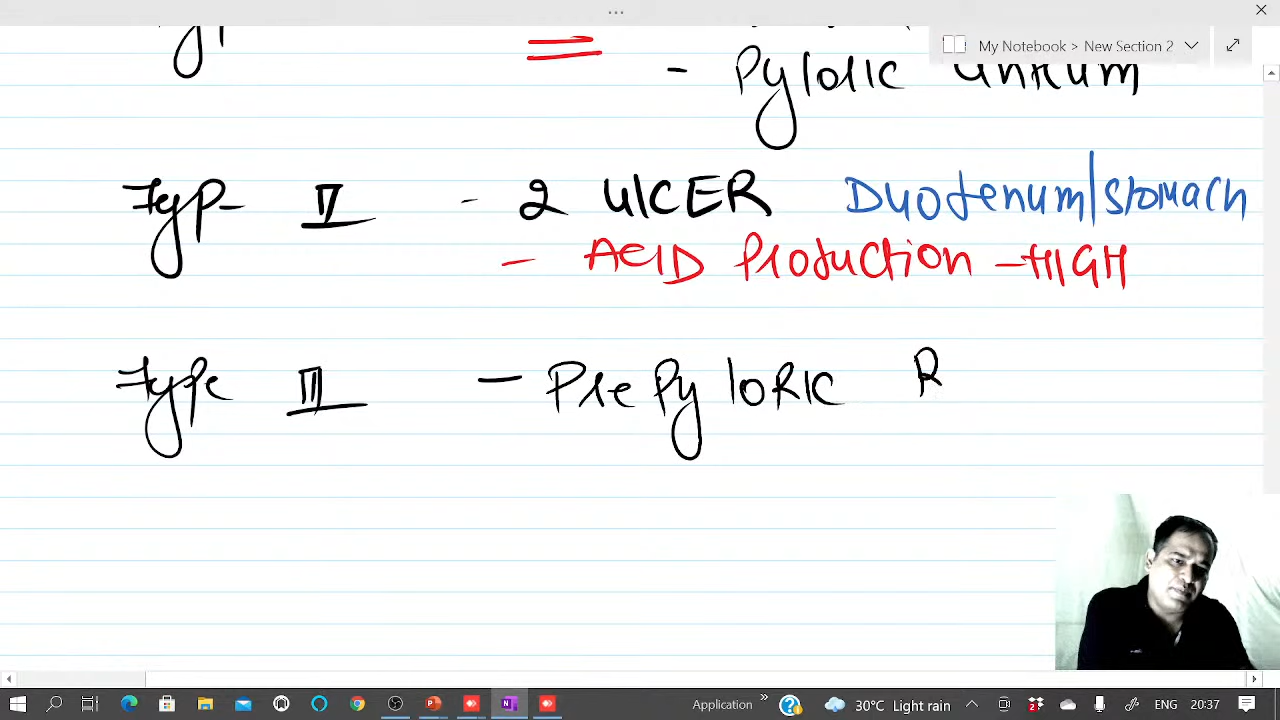 My Notebook > New Section 2
- Pyloric antrum
Typ- II - 2 UlCER Duodenum/stomach
- ACID Production - HIGH
Type III - PrePyloRIC R
Application
30°C Light rain
ENG
20:37